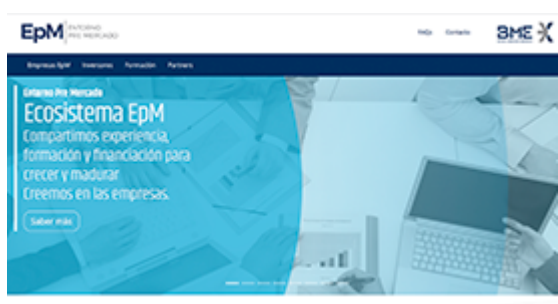 EpM ENTORNO
PRE MERCADO
FAQs Contacto
BME X
Empresas EpM Inversores Formación Partners
Entorno Pre Mercado
Ecosistema EpM
Compartimos experiencia,
formación y financiación para
crecer y madurar
Creemos en las empresas.
Saber más